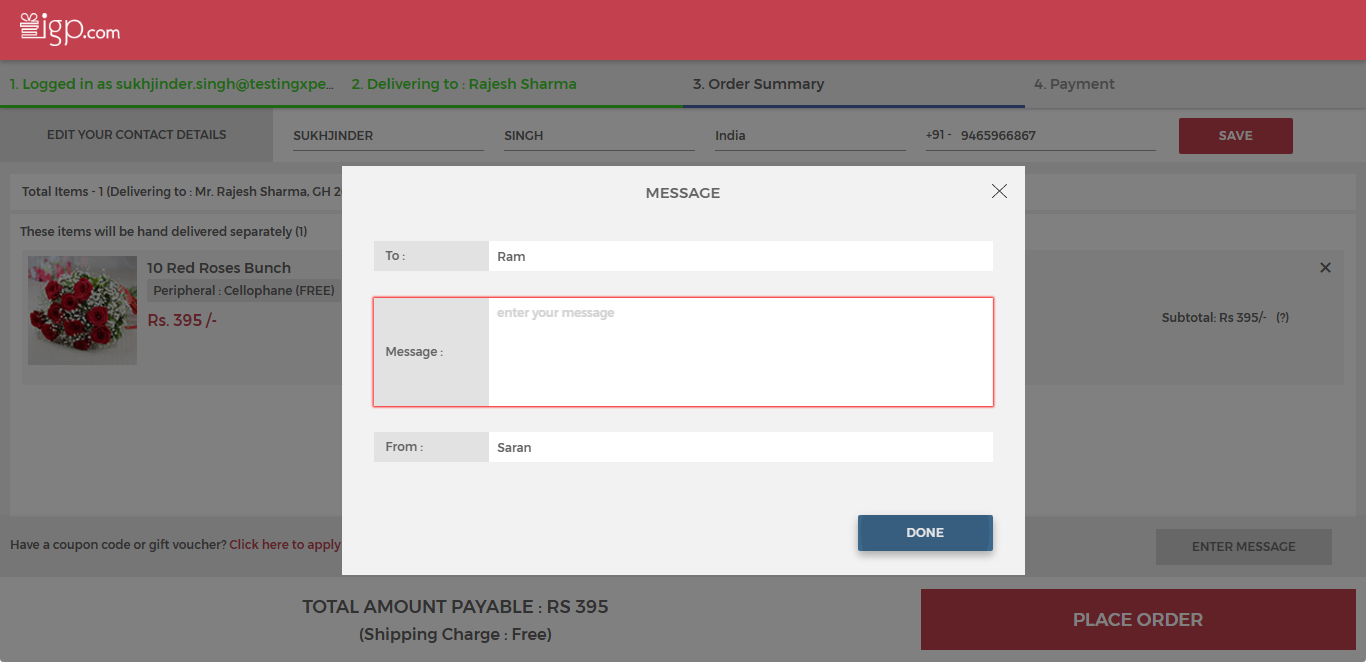 igp.com
1. Logged in as sukhjinder.singh@testingxpe... 2. Delivering to : Rajesh Sharma 3. Order Summary 4. Payment
EDIT YOUR CONTACT DETAILS SUKHJINDER SINGH India +91 - 9465966867 SAVE
Total Items - 1 (Delivering to : Mr. Rajesh Sharma, GH 2
MESSAGE
These items will be hand delivered separately (1)
To : Ram
10 Red Roses Bunch
Peripheral : Cellophane (FREE)
Rs. 395 /-
Subtotal: Rs 395/- (?)
Message : enter your message
From : Saran
DONE
Have a coupon code or gift voucher? Click here to apply
ENTER MESSAGE
TOTAL AMOUNT PAYABLE : RS 395
(Shipping Charge : Free)
PLACE ORDER